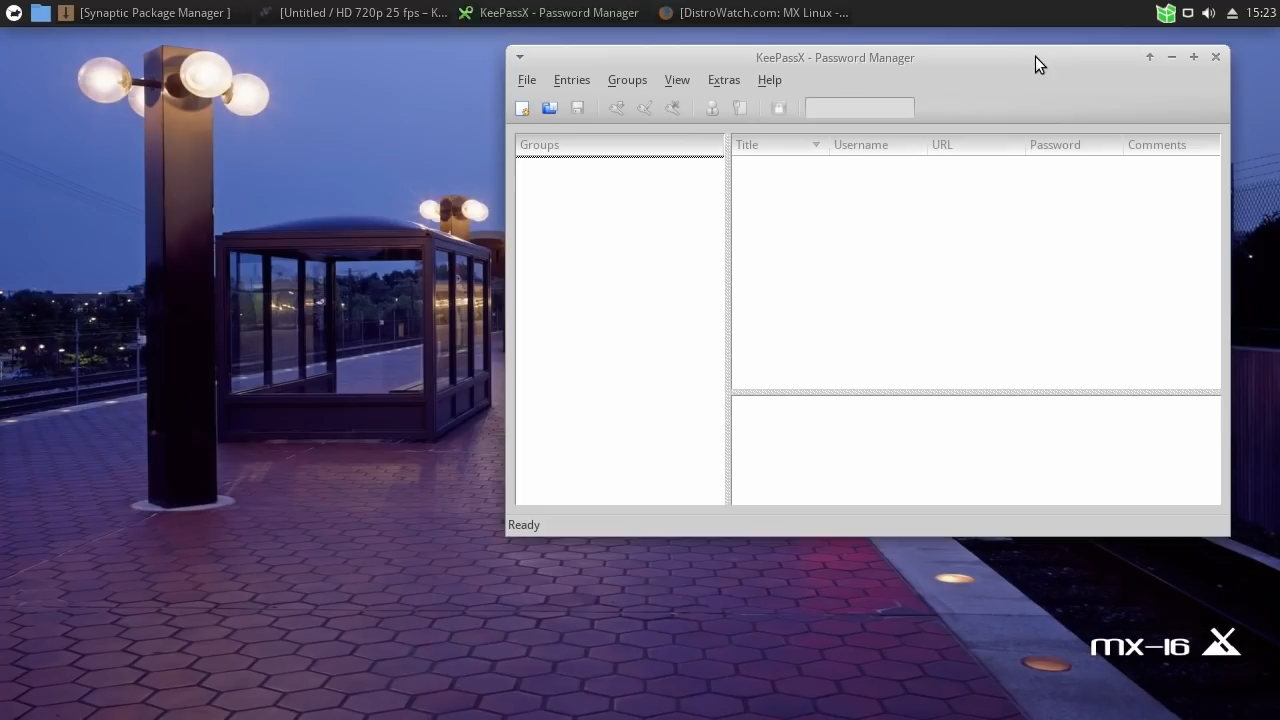 [Synaptic Package Manager ]
[Untitled / HD 720p 25 fps – K...
KeePassX - Password Manager
[DistroWatch.com: MX Linux -...
15:23
KeePassX - Password Manager
File Entries Groups View Extras Help
Groups
Title Username URL Password Comments
Ready
mx-16